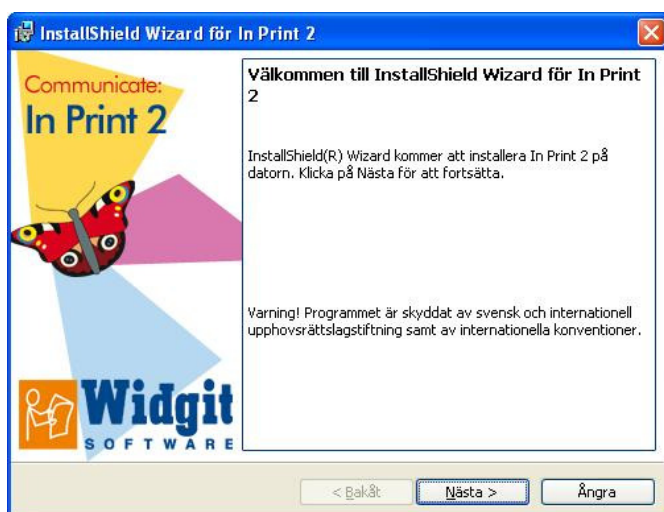 InstallShield Wizard för In Print 2
Communicate:
In Print 2
Widgit
SOFTWARE
Välkommen till InstallShield Wizard för In Print
2
InstallShield(R) Wizard kommer att installera In Print 2 på
datorn. Klicka på Nästa för att fortsätta.
Varning! Programmet är skyddat av svensk och internationell
upphovsrättslagstiftning samt av internationella konventioner.
< Bakåt
Nästa >
Ångra